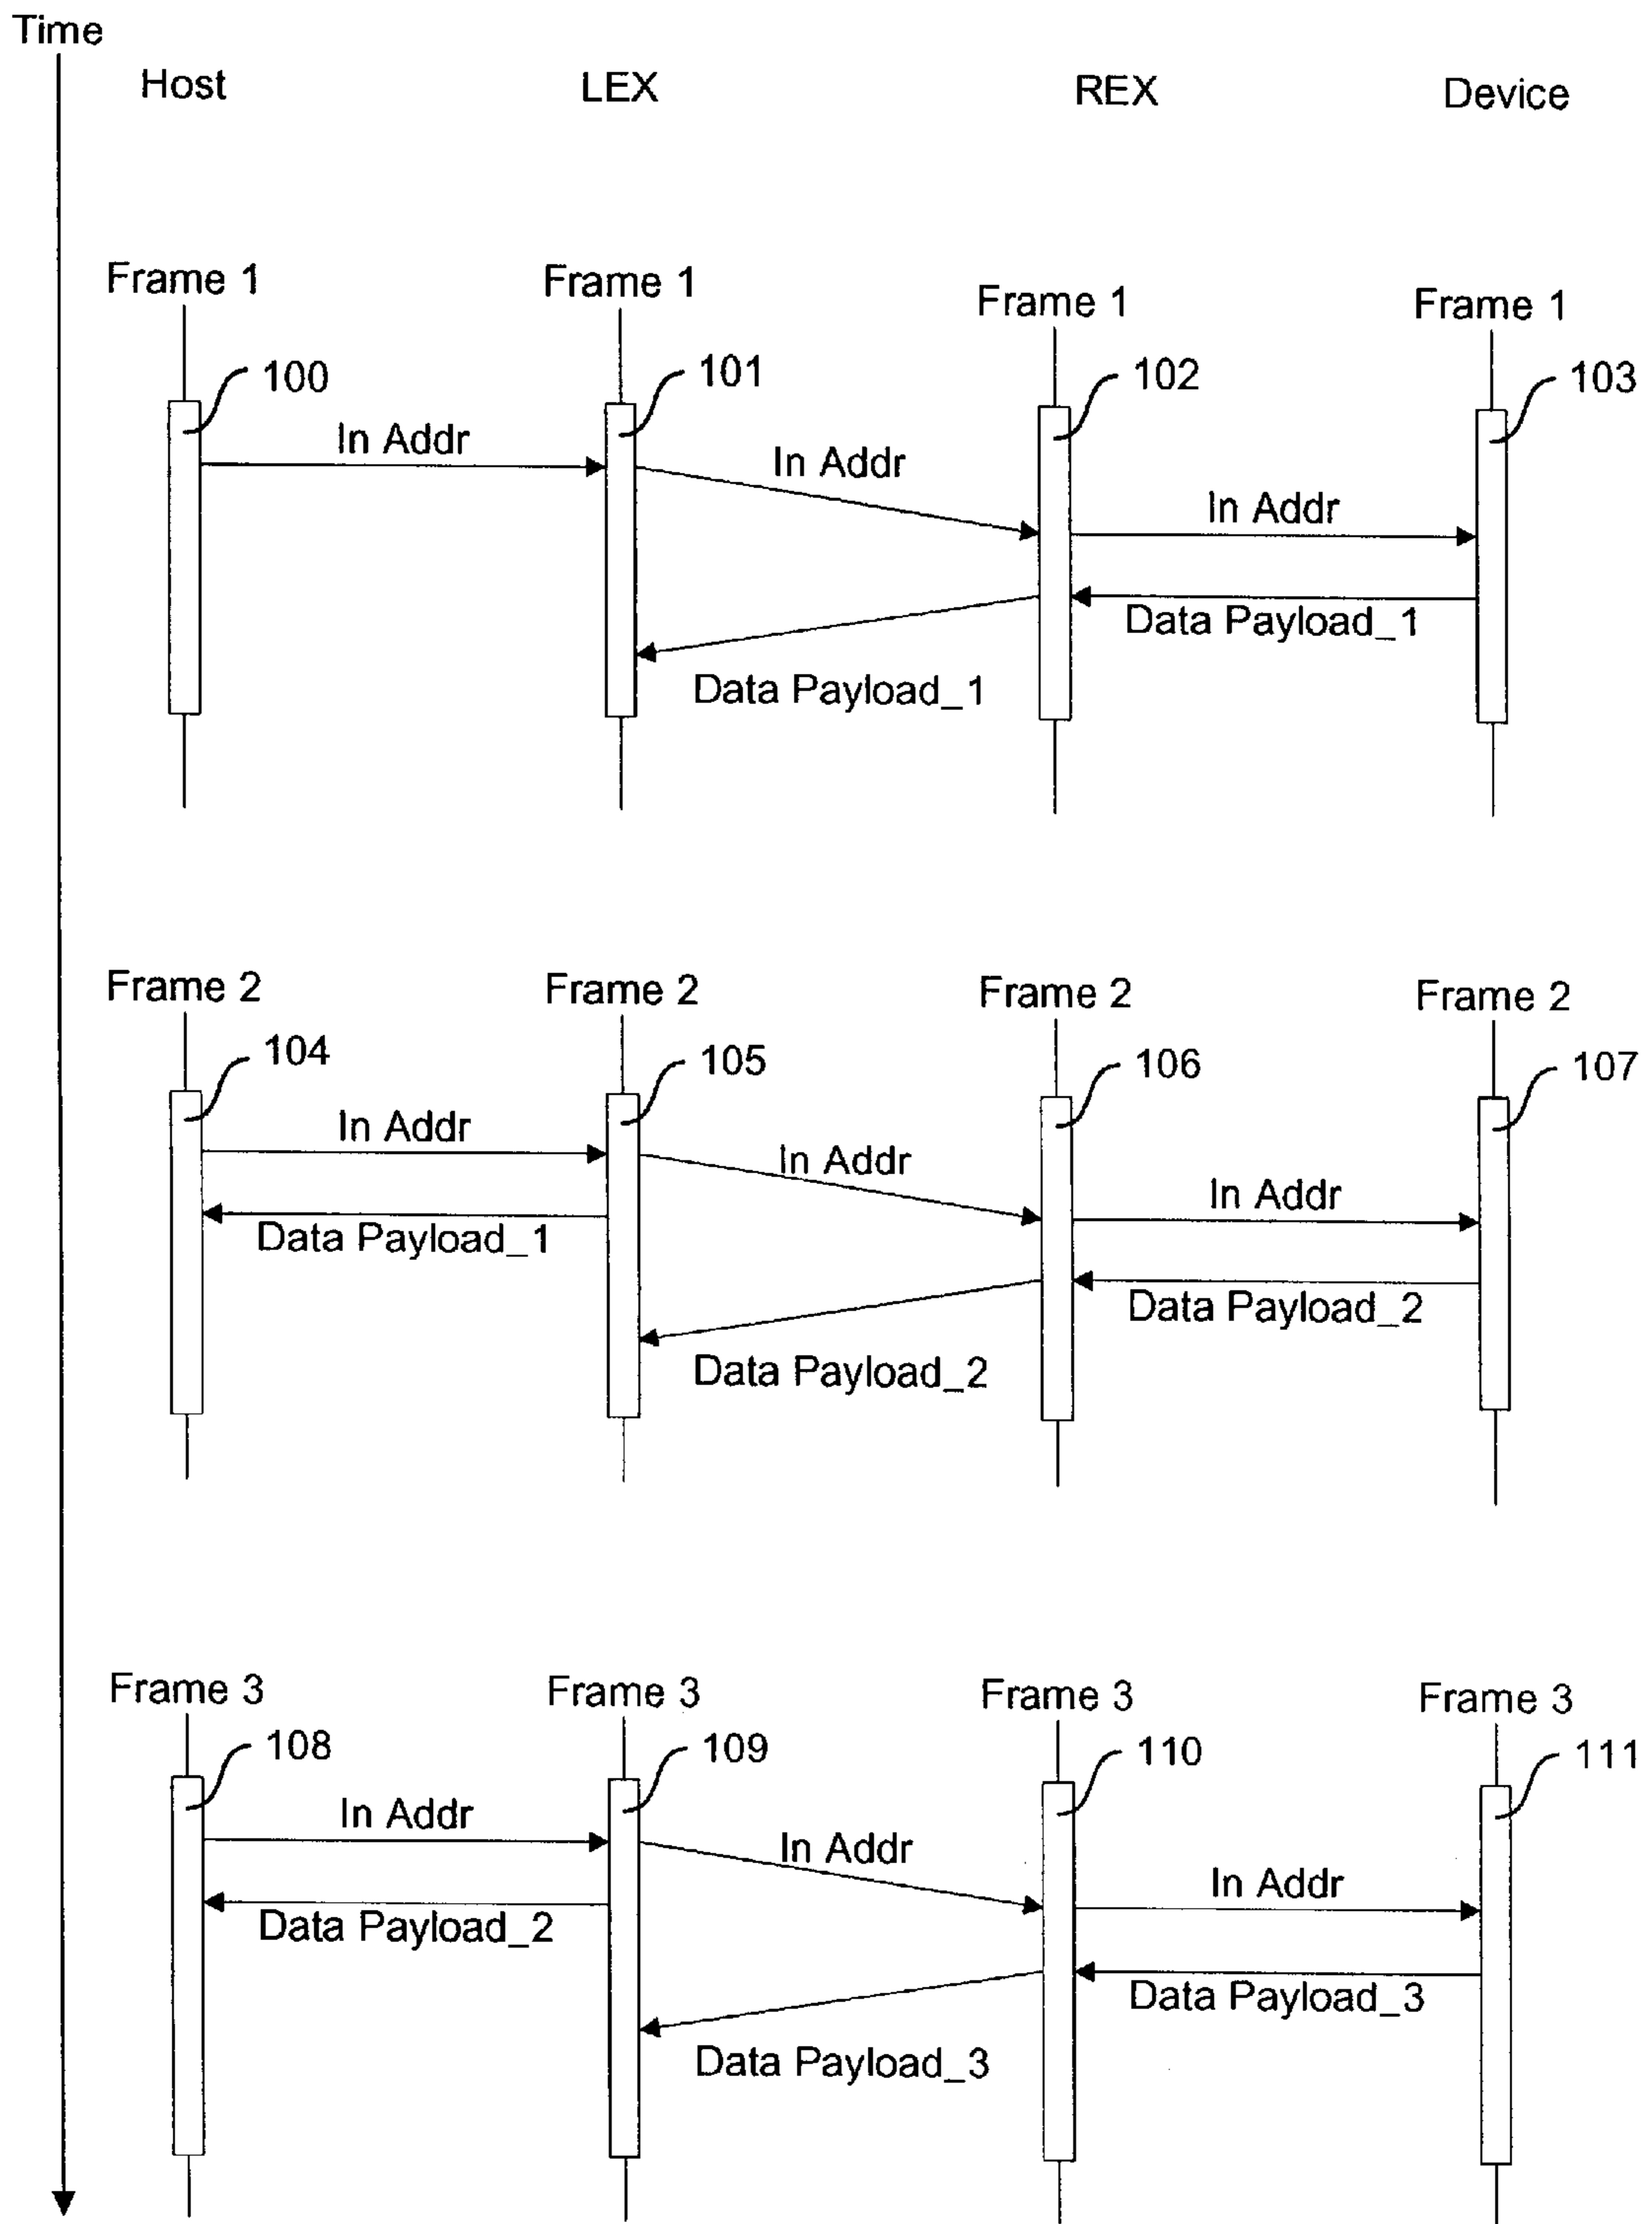 Time
Host LEX REX Device
Frame 1 Frame 1 Frame 1 Frame 1
100 101 102 103
In Addr In Addr In Addr
Data Payload_1 Data Payload_1
Frame 2 Frame 2 Frame 2 Frame 2
104 105 106 107
In Addr In Addr In Addr
Data Payload_1 Data Payload_2 Data Payload_2
Frame 3 Frame 3 Frame 3 Frame 3
108 109 110 111
In Addr In Addr In Addr
Data Payload_2 Data Payload_3 Data Payload_3